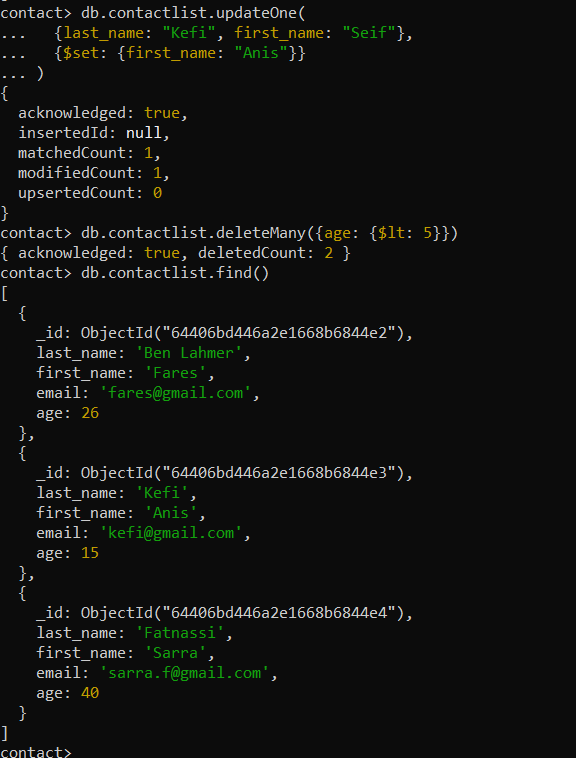 contact> db.contactlist.updateOne(
...   {last_name: "Kefi", first_name: "Seif"},
...   {$set: {first_name: "Anis"}}
... )
{
  acknowledged: true,
  insertedId: null,
  matchedCount: 1,
  modifiedCount: 1,
  upsertedCount: 0
}
contact> db.contactlist.deleteMany({age: {$lt: 5}})
{ acknowledged: true, deletedCount: 2 }
contact> db.contactlist.find()
[
  {
    _id: ObjectId("64406bd446a2e1668b6844e2"),
    last_name: 'Ben Lahmer',
    first_name: 'Fares',
    email: 'fares@gmail.com',
    age: 26
  },
  {
    _id: ObjectId("64406bd446a2e1668b6844e3"),
    last_name: 'Kefi',
    first_name: 'Anis',
    email: 'kefi@gmail.com',
    age: 15
  },
  {
    _id: ObjectId("64406bd446a2e1668b6844e4"),
    last_name: 'Fatnassi',
    first_name: 'Sarra',
    email: 'sarra.f@gmail.com',
    age: 40
  }
]
contact>